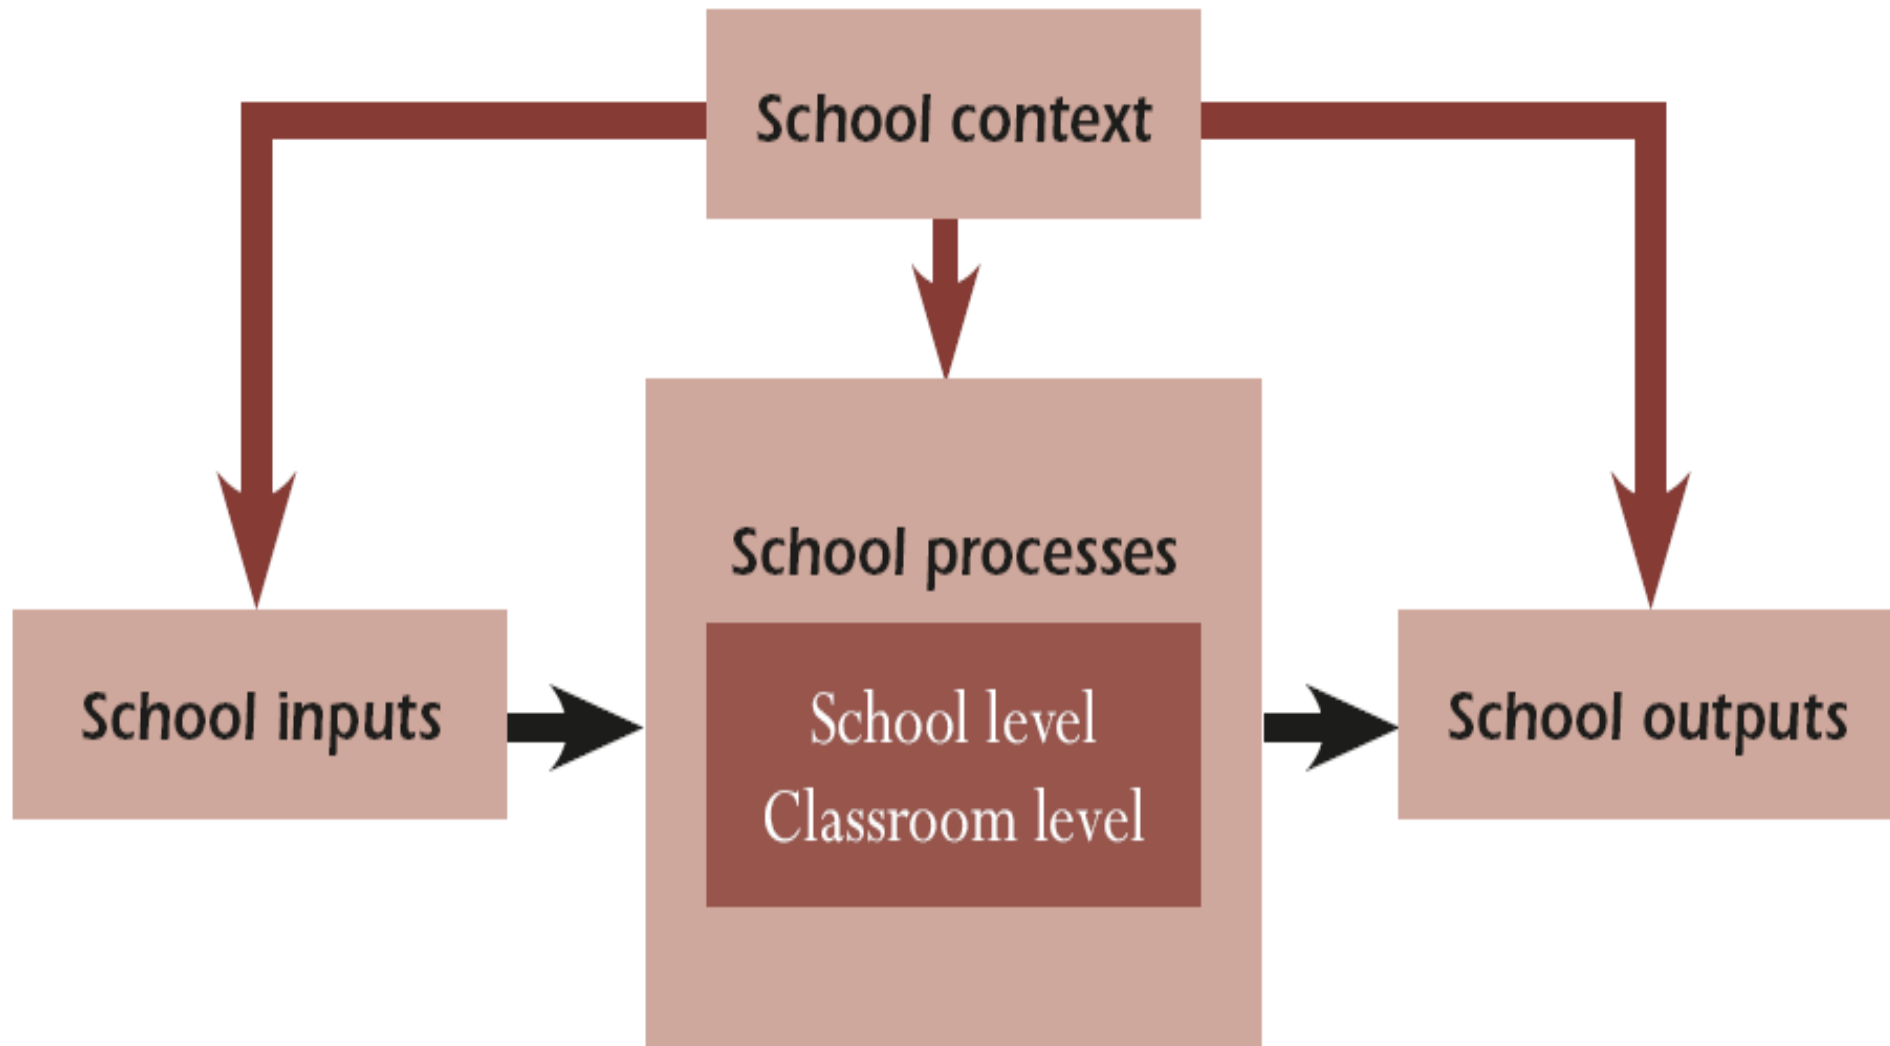 School context
School processes
School level
Classroom level
School inputs
School outputs